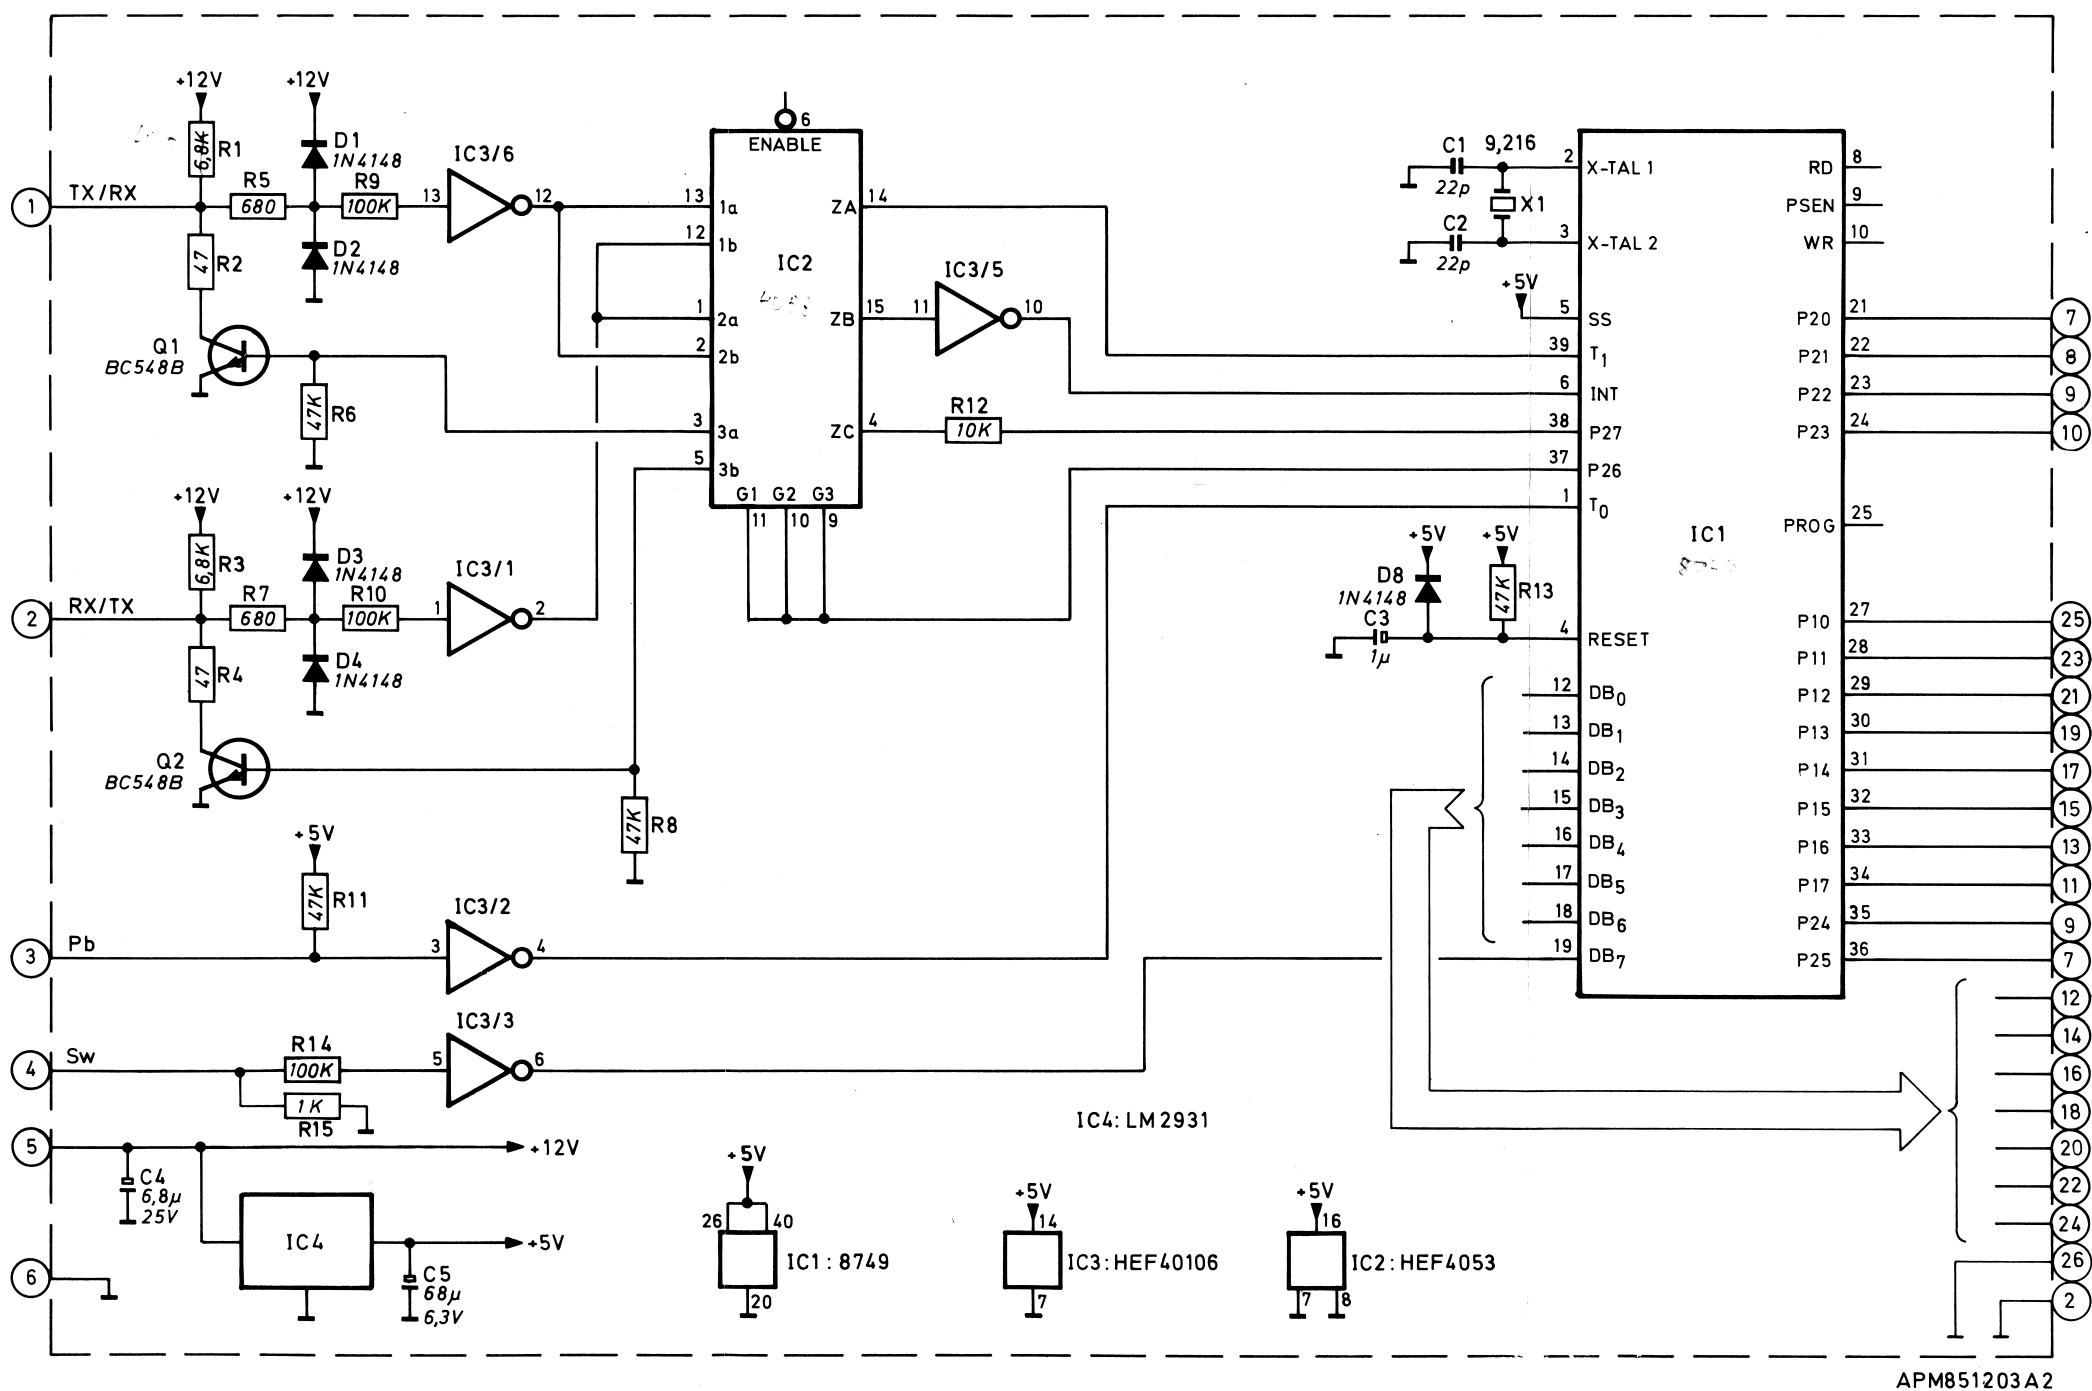 +12V
+12V
6,8K
R1
D1
1N4148
IC3/6
6
ENABLE
1 TX/RX
R5
680
R9
100K
13
12
13 1a
ZA 14
12 1b
47
R2
D2
1N4148
IC2
IC3/5
1 2a
ZB 15
11
10
2 2b
Q1
BC548B
47K
R6
3 3a
ZC 4
R12
10K
5 3b
G1 G2 G3
11 10 9
+12V
+12V
6,8K
R3
D3
1N4148
IC3/1
2 RX/TX
R7
680
R10
100K
1
2
47
R4
D4
1N4148
Q2
BC548B
47K
R8
+5V
47K
R11
IC3/2
3 Pb
3
4
IC3/3
4 Sw
R14
100K
5
6
1K
R15
5
+12V
C4
6,8µ
25V
IC4
+5V
C5
68µ
6,3V
6
C1
22p
9,216
X1
C2
22p
2 X-TAL 1
3 X-TAL 2
+5V
5 SS
39 T1
6 INT
38 P27
37 P26
1 T0
IC1
+5V
+5V
D8
1N4148
47K
R13
C3
1µ
4 RESET
12 DB0
13 DB1
14 DB2
15 DB3
16 DB4
17 DB5
18 DB6
19 DB7
RD 8
PSEN 9
WR 10
P20 21 7
P21 22 8
P22 23 9
P23 24 10
PROG 25
P10 27 25
P11 28 23
P12 29 21
P13 30 19
P14 31 17
P15 32 15
P16 33 13
P17 34 11
P24 35 9
P25 36 7
12
14
16
18
20
22
24
26
2
IC4: LM2931
+5V
26 40
IC1: 8749
20
+5V
14
IC3: HEF40106
7
+5V
16
IC2: HEF4053
7 8
APM851203A2